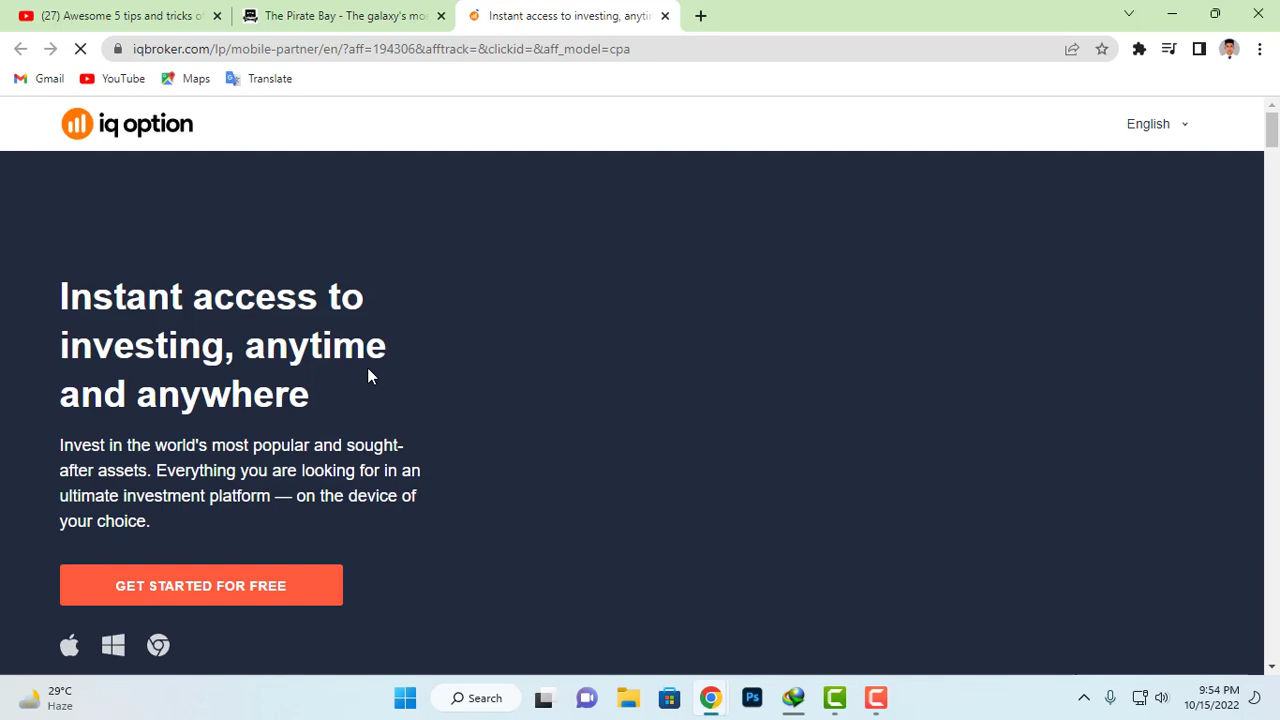 (27) Awesome 5 tips and tricks of
The Pirate Bay - The galaxy's mos
Instant access to investing, anytim
iqbroker.com/lp/mobile-partner/en/?aff=194306&afftrack=&clickid=&aff_model=cpa
Gmail
YouTube
Maps
Translate
iq option
English
Instant access to
investing, anytime
and anywhere
Invest in the world's most popular and sought-
after assets. Everything you are looking for in an
ultimate investment platform — on the device of
your choice.
GET STARTED FOR FREE
29°C
Haze
Search
Ps
9:54 PM
10/15/2022